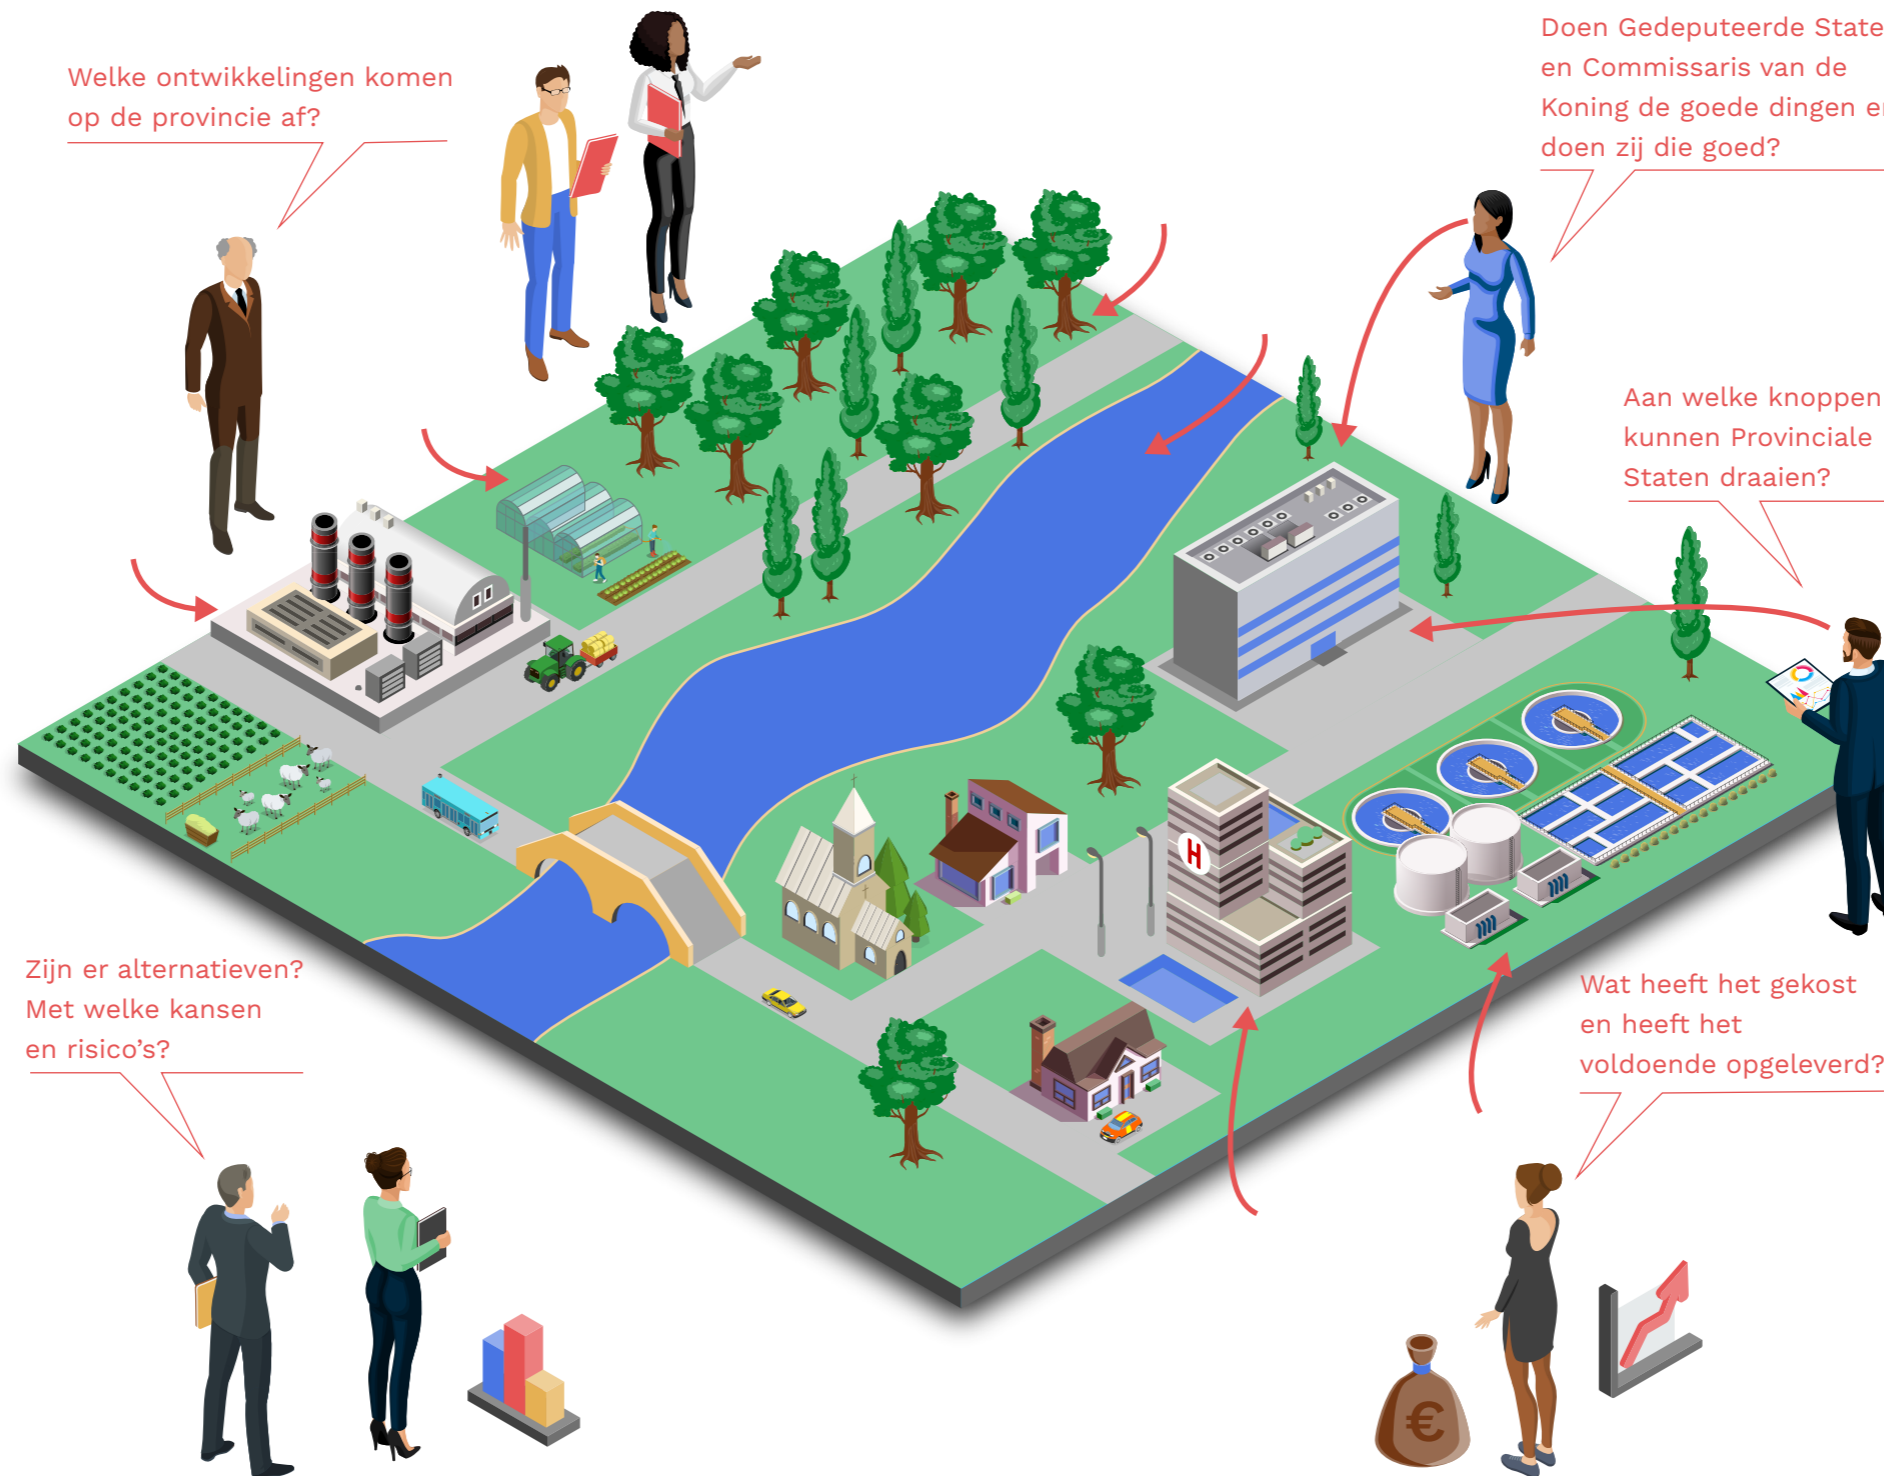 Welke ontwikkelingen komen
op de provincie af?
Doen Gedeputeerde State
en Commissaris van de
Koning de goede dingen e
doen zij die goed?
Aan welke knoppen
kunnen Provinciale
Staten draaien?
H
Zijn er alternatieven?
Met welke kansen
en risico's?
Wat heeft het gekost
en heeft het
voldoende opgeleverd?
€